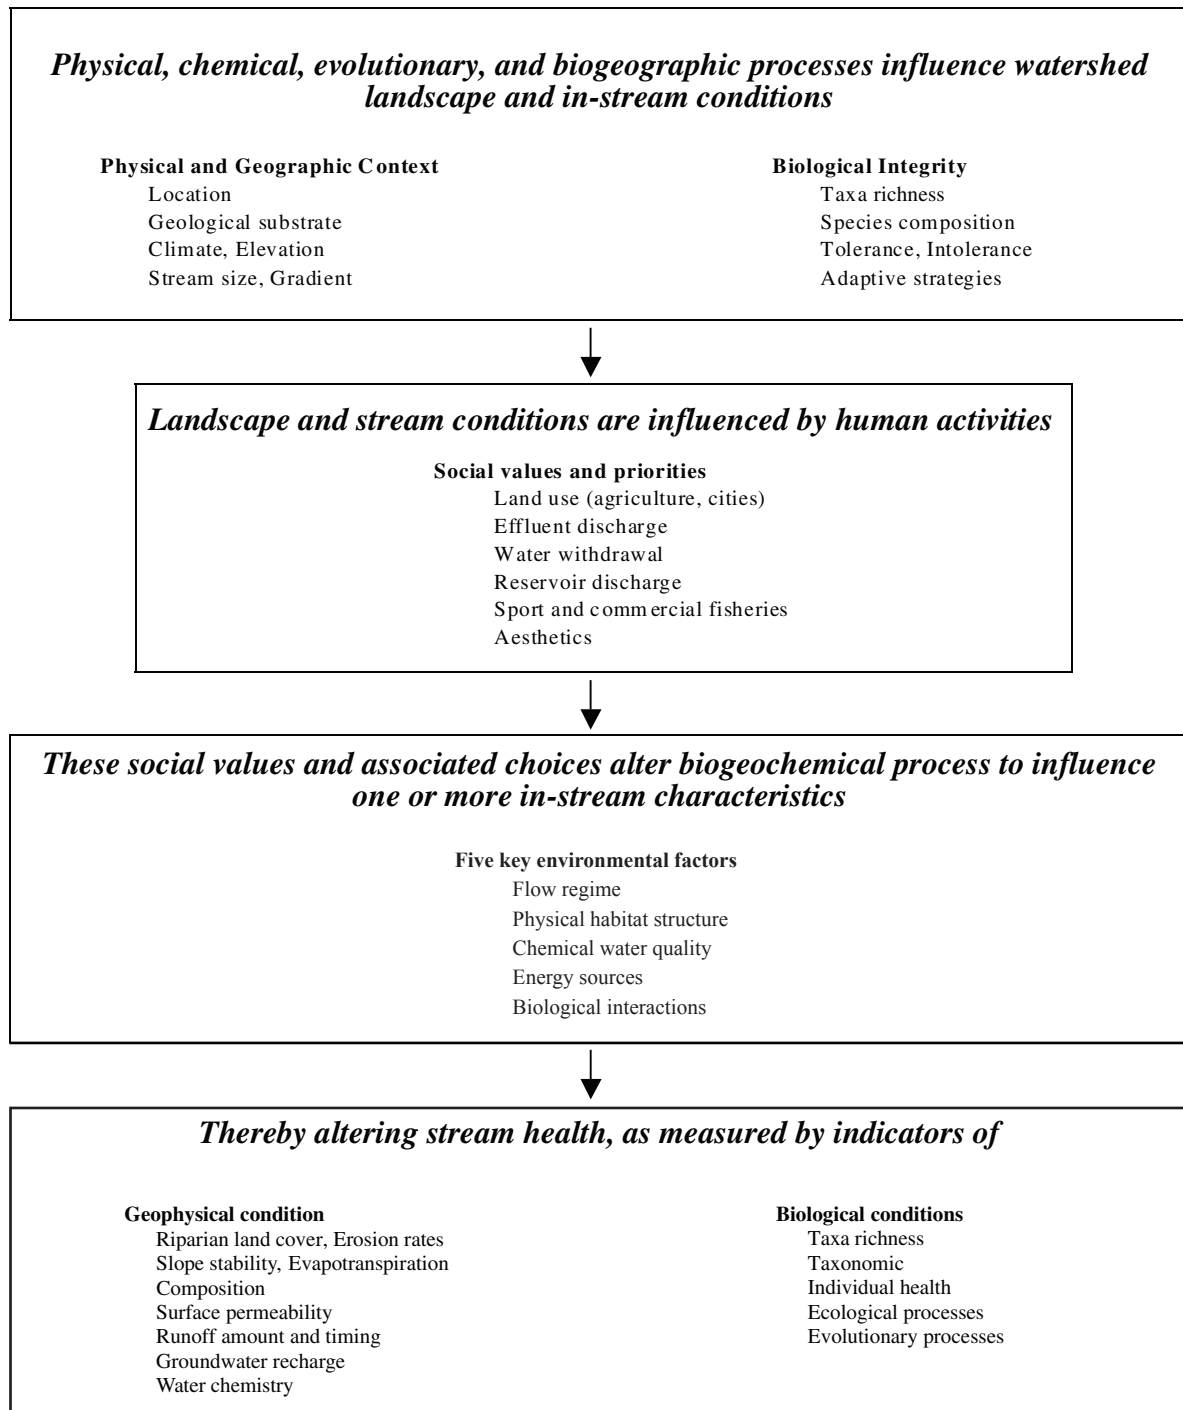 Physical, chemical, evolutionary, and biogeographic processes influence watershed
landscape and in-stream conditions
Physical and Geographic Context
Location
Geological substrate
Climate, Elevation
Stream size, Gradient
Biological Integrity
Taxa richness
Species composition
Tolerance, Intolerance
Adaptive strategies
Landscape and stream conditions are influenced by human activities
Social values and priorities
Land use (agriculture, cities)
Effluent discharge
Water withdrawal
Reservoir discharge
Sport and commercial fisheries
Aesthetics
These social values and associated choices alter biogeochemical process to influence
one or more in-stream characteristics
Five key environmental factors
Flow regime
Physical habitat structure
Chemical water quality
Energy sources
Biological interactions
Thereby altering stream health, as measured by indicators of
Geophysical condition
Riparian land cover, Erosion rates
Slope stability, Evapotranspiration
Composition
Surface permeability
Runoff amount and timing
Groundwater recharge
Water chemistry
Biological conditions
Taxa richness
Taxonomic
Individual health
Ecological processes
Evolutionary processes